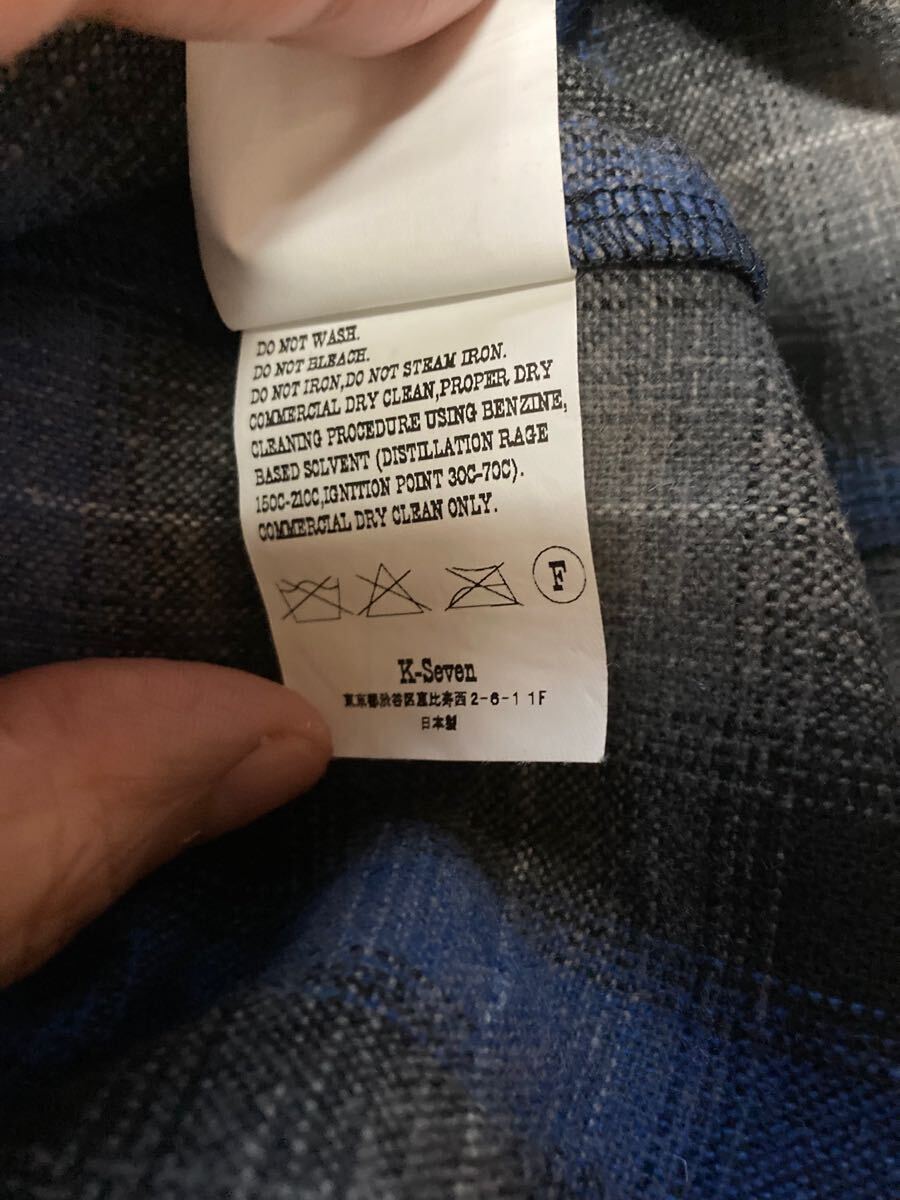 DO NOT WASH.
DO NOT BLEACH.
DO NOT IRON,DO NOT STEAM IRON.
COMMERCIAL DRY CLEAN,PROPER DRY
CLEANING PROCEDURE USING BENZINE,
BASED SOLVENT (DISTILLATION RAGE
150C-210C,IGNITION POINT 30C-70C).
COMMERCIAL DRY CLEAN ONLY.
F
K-Seven
東京都渋谷区恵比寿西2-6-1 1F
日本製